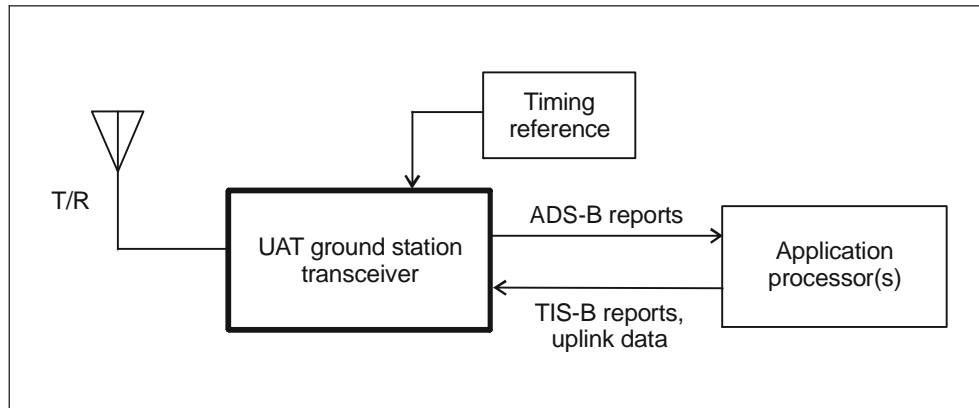 Timing
reference
T/R
ADS-B reports
UAT ground station
transceiver
Application
processor(s)
TIS-B reports,
uplink data